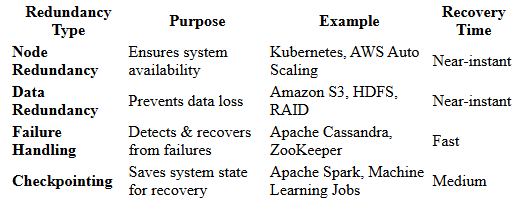 Redundancy Type Purpose Example Recovery Time
Node Redundancy Ensures system availability Kubernetes, AWS Auto Scaling Near-instant
Data Redundancy Prevents data loss Amazon S3, HDFS, RAID Near-instant
Failure Handling Detects & recovers from failures Apache Cassandra, ZooKeeper Fast
Checkpointing Saves system state for recovery Apache Spark, Machine Learning Jobs Medium